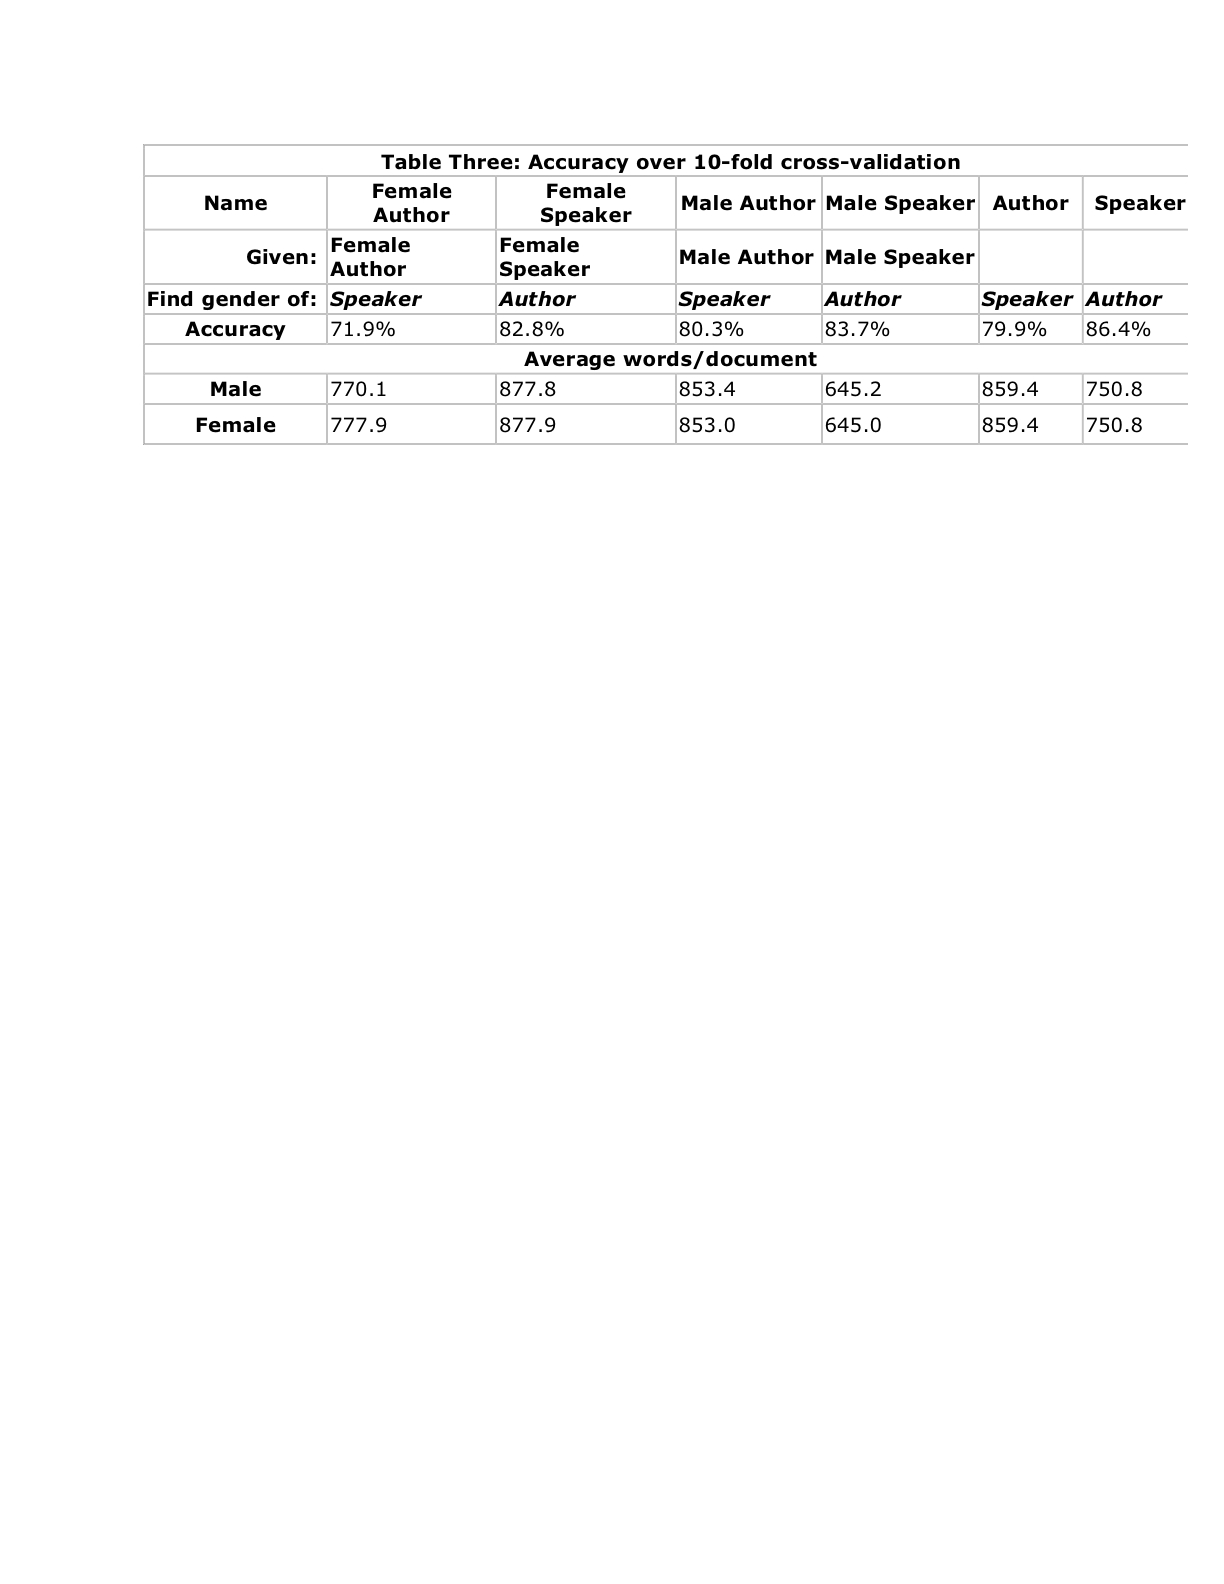 Table Three: Accuracy over 10-fold cross-validation
Name Female Author Female Speaker Male Author Male Speaker Author Speaker
Given: Female Author Female Speaker Male Author Male Speaker
Find gender of: Speaker Author Speaker Author Speaker Author
Accuracy 71.9% 82.8% 80.3% 83.7% 79.9% 86.4%
Average words/document
Male 770.1 877.8 853.4 645.2 859.4 750.8
Female 777.9 877.9 853.0 645.0 859.4 750.8